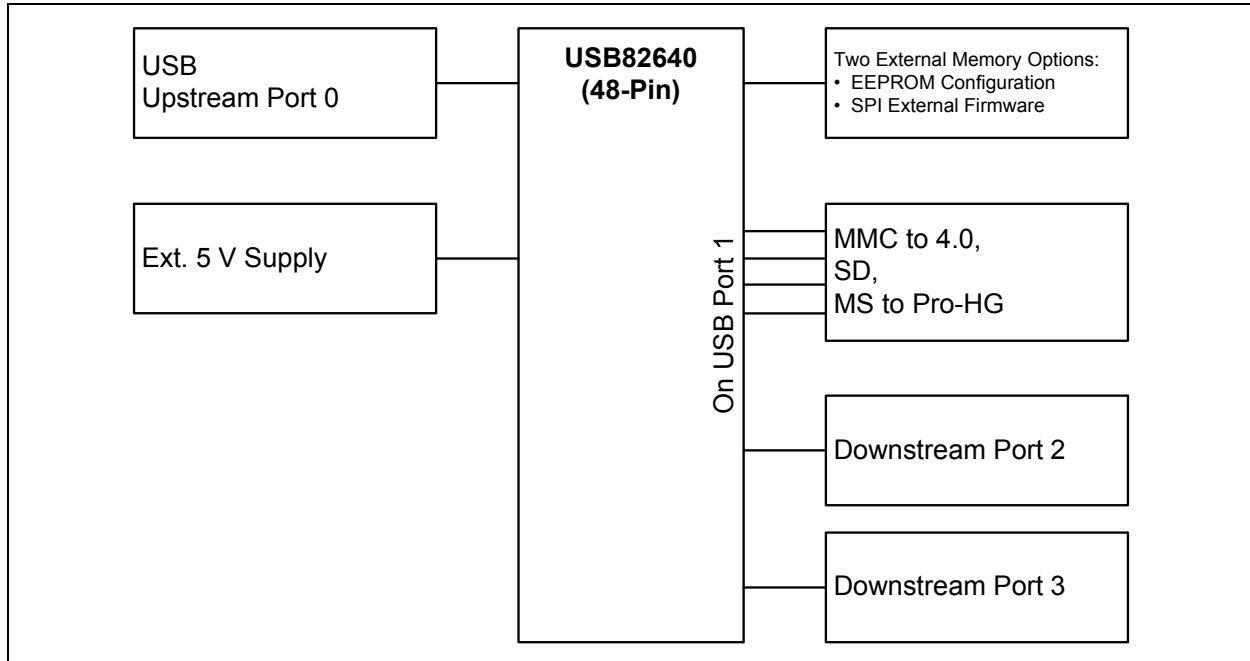 USB
Upstream Port 0
Ext. 5 V Supply
USB82640
(48-Pin)
On USB Port 1
Two External Memory Options:
• EEPROM Configuration
• SPI External Firmware
MMC to 4.0,
SD,
MS to Pro-HG
Downstream Port 2
Downstream Port 3